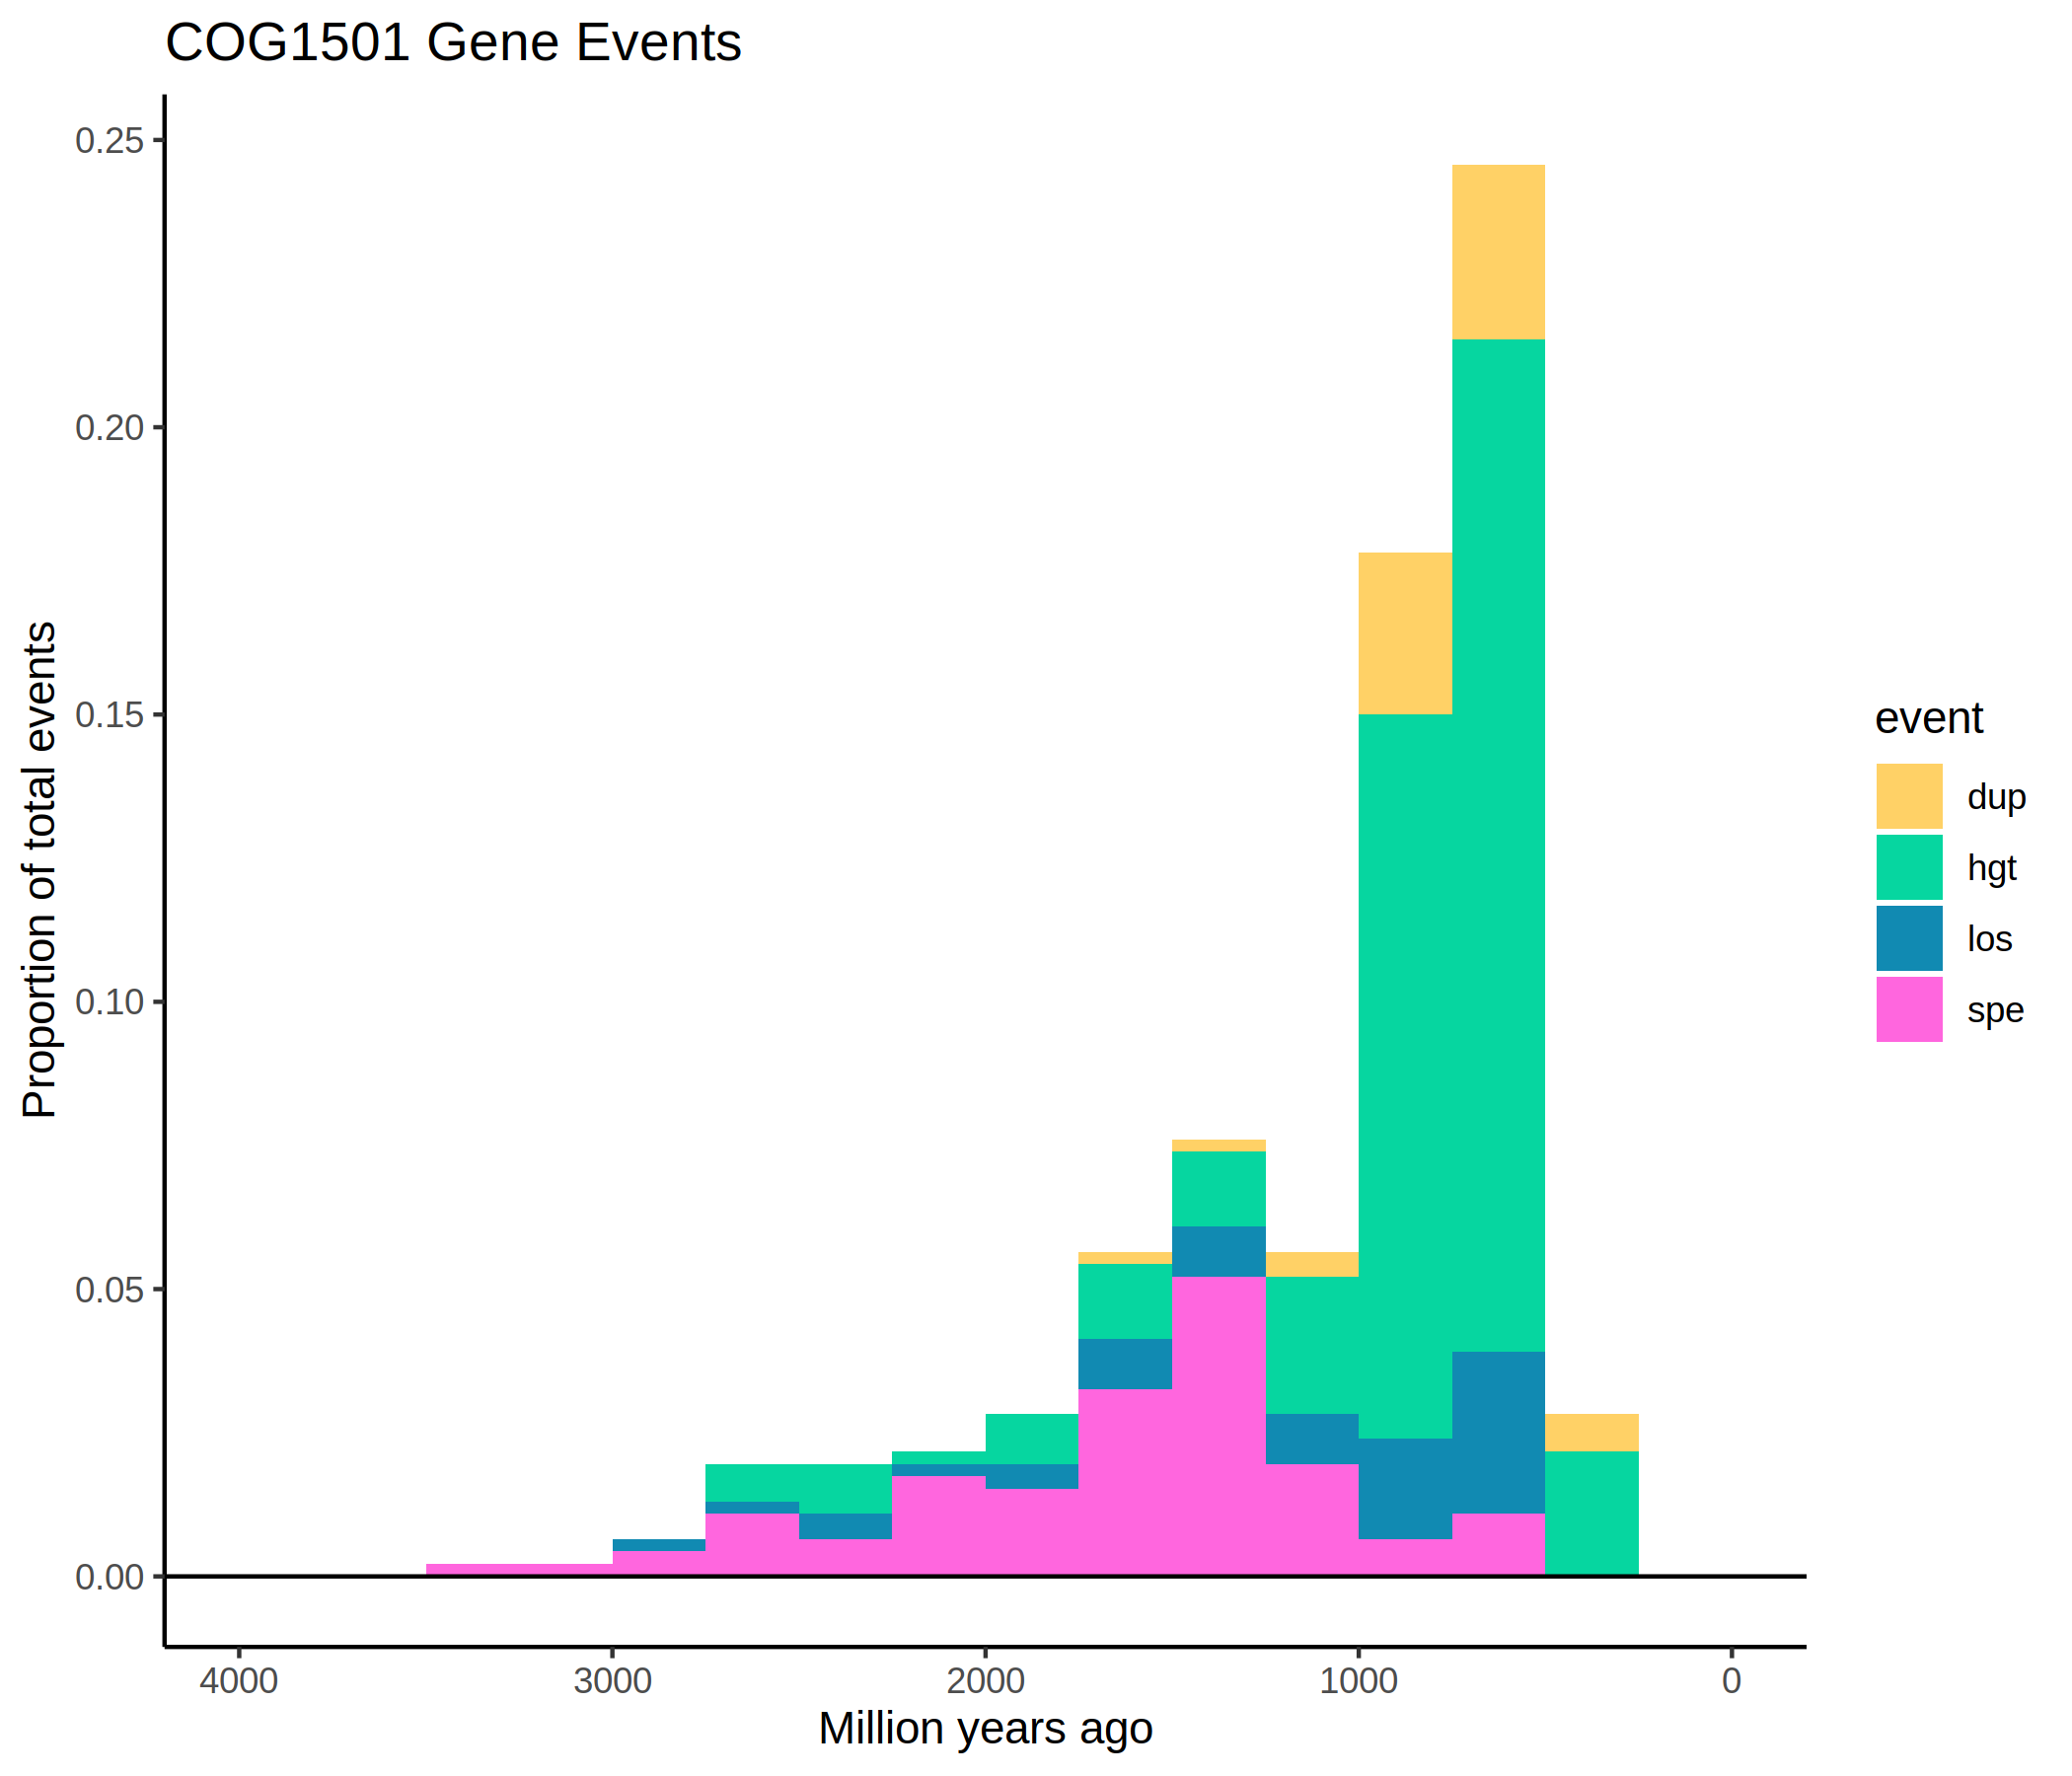 COG1501 Gene Events
Proportion of total events
0.25
0.20
0.15
0.10
0.05
0.00
4000 3000 2000 1000 0
Million years ago
event
dup
hgt
los
spe